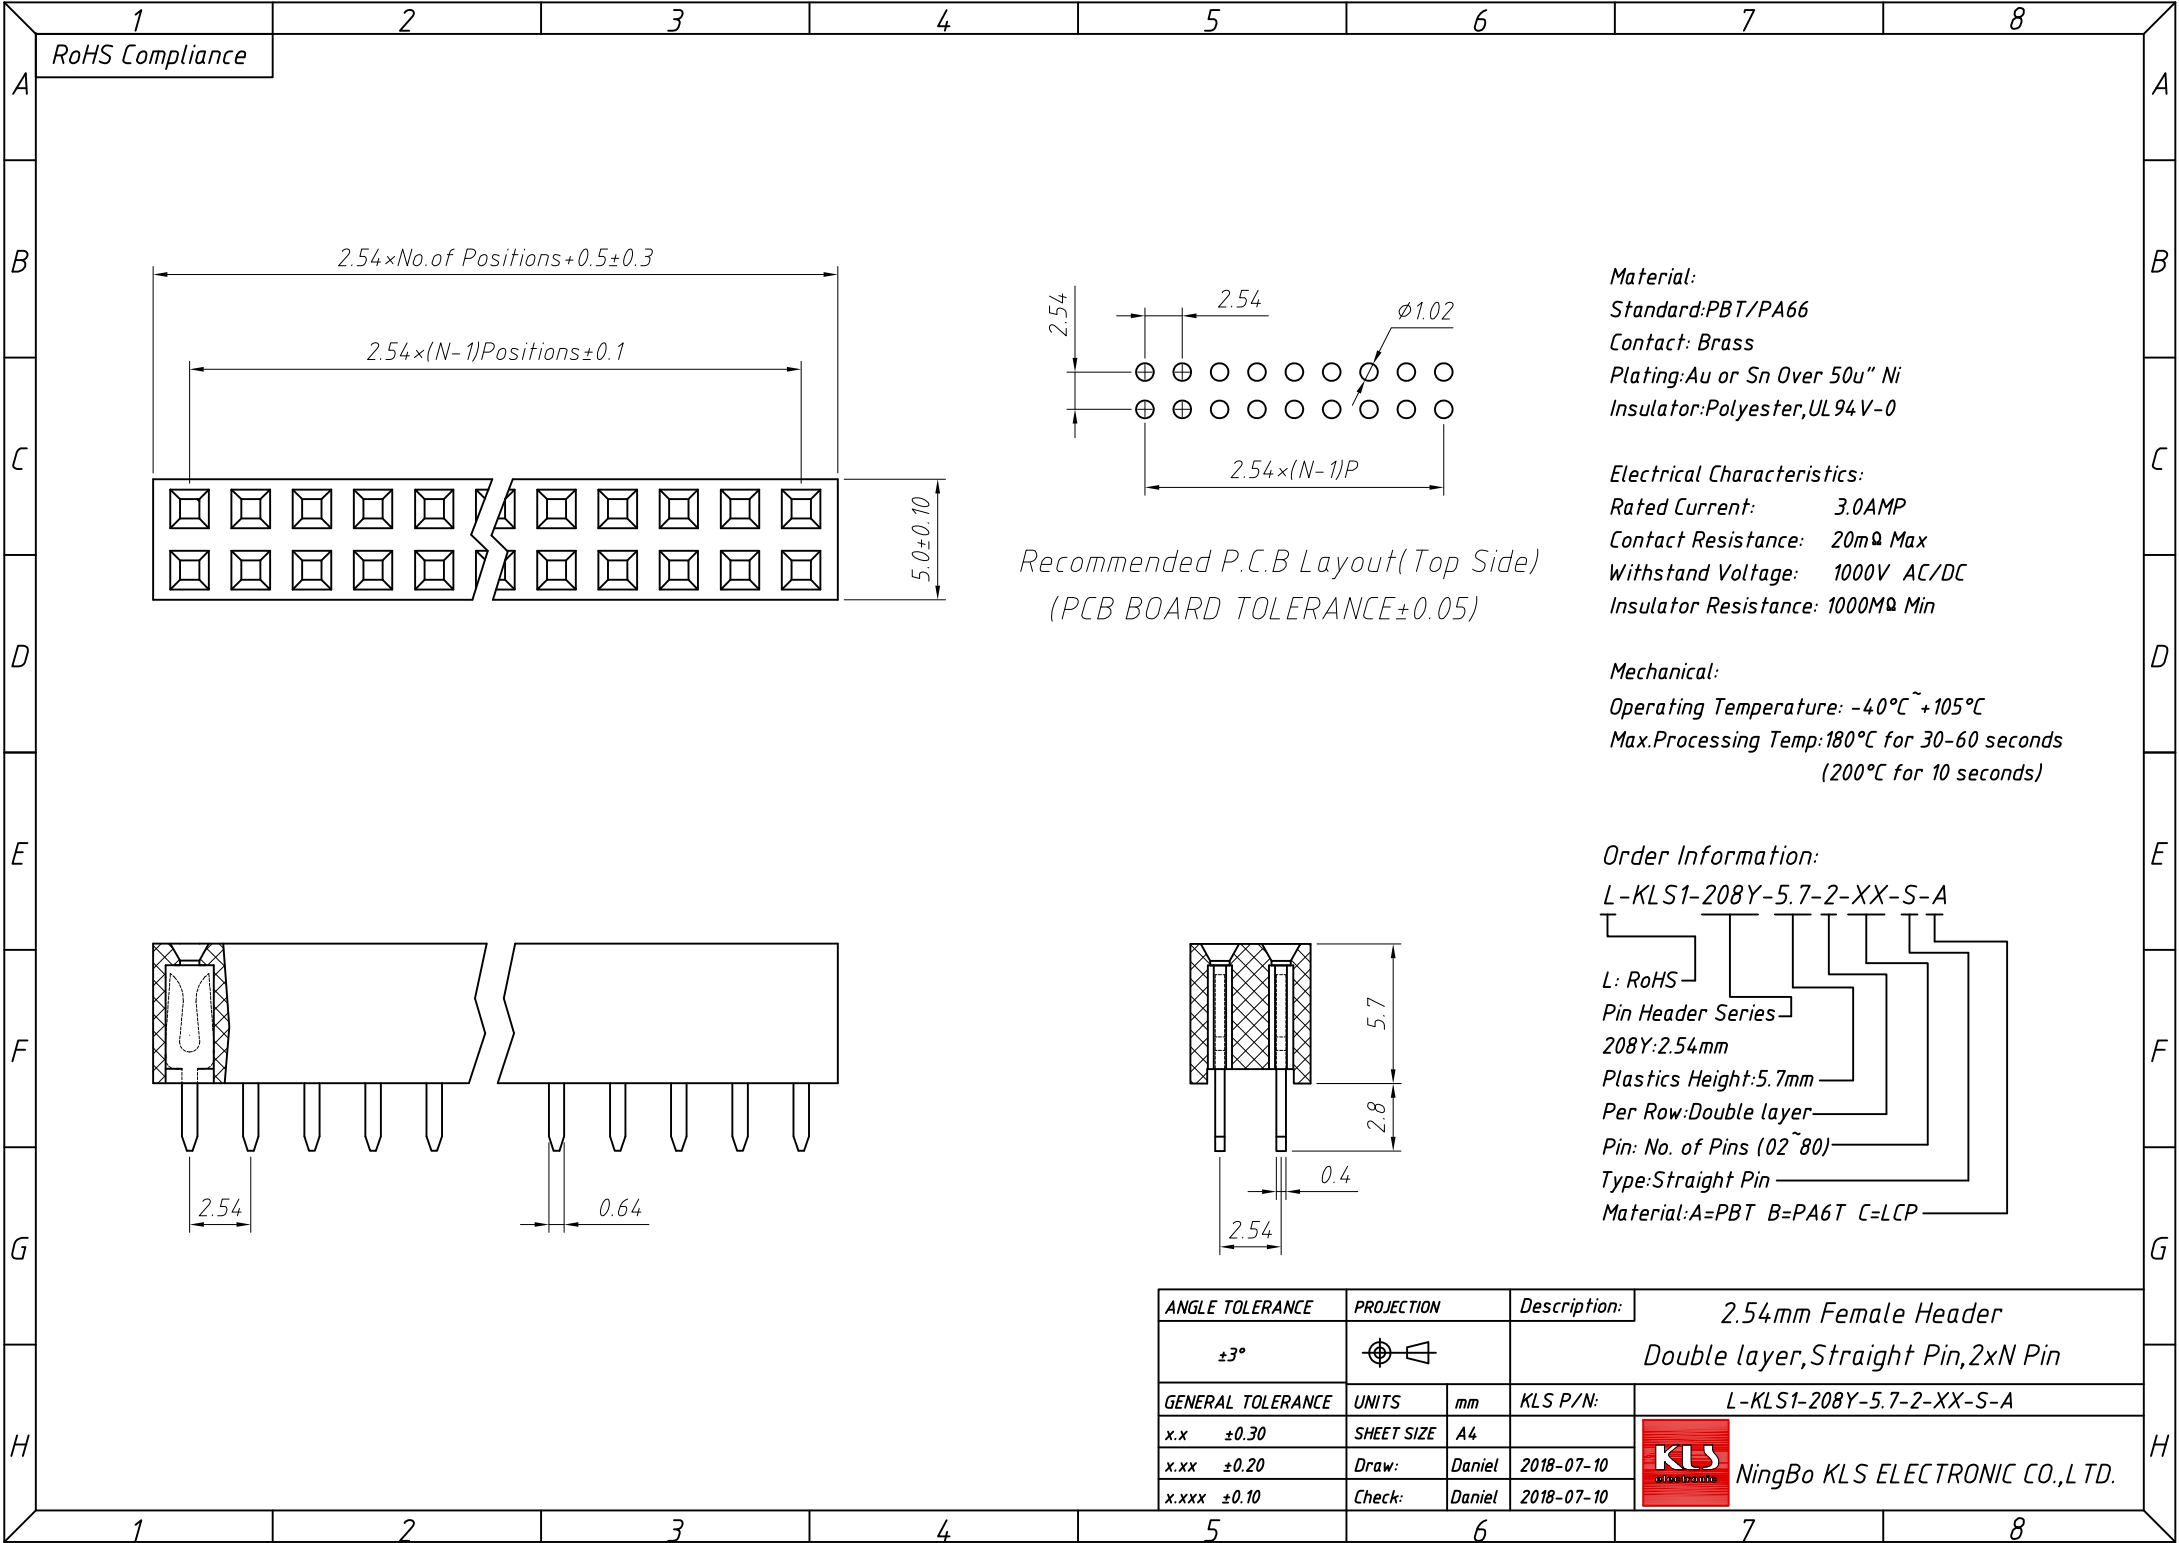 1 2 3 4 5 6 7 8
RoHS Compliance
A A
B B
C C
D D
E E
F F
G G
H H
2.54×No.of Positions+0.5±0.3
2.54×(N-1)Positions±0.1
5.0±0.10
2.54
2.54
ϕ1.02
2.54×(N-1)P
Recommended P.C.B Layout(Top Side)
(PCB BOARD TOLERANCE±0.05)
Material:
Standard:PBT/PA66
Contact: Brass
Plating:Au or Sn Over 50u" Ni
Insulator:Polyester,UL94V-0
Electrical Characteristics:
Rated Current: 3.0AMP
Contact Resistance: 20mΩ Max
Withstand Voltage: 1000V AC/DC
Insulator Resistance: 1000MΩ Min
Mechanical:
Operating Temperature: -40°C~+105°C
Max.Processing Temp:180°C for 30-60 seconds
(200°C for 10 seconds)
2.54
0.64
5.7
2.8
0.4
2.54
Order Information:
L-KLS1-208Y-5.7-2-XX-S-A
L: RoHS
Pin Header Series
208Y:2.54mm
Plastics Height:5.7mm
Per Row:Double layer
Pin: No. of Pins (02~80)
Type:Straight Pin
Material:A=PBT B=PA6T C=LCP
ANGLE TOLERANCE
±3°
GENERAL TOLERANCE
x.x ±0.30
x.xx ±0.20
x.xxx ±0.10
PROJECTION
UNITS mm
SHEET SIZE A4
Draw: Daniel 2018-07-10
Check: Daniel 2018-07-10
Description:
2.54mm Female Header
Double layer,Straight Pin,2xN Pin
KLS P/N:
L-KLS1-208Y-5.7-2-XX-S-A
KLS
electronic
NingBo KLS ELECTRONIC CO.,LTD.
1 2 3 4 5 6 7 8